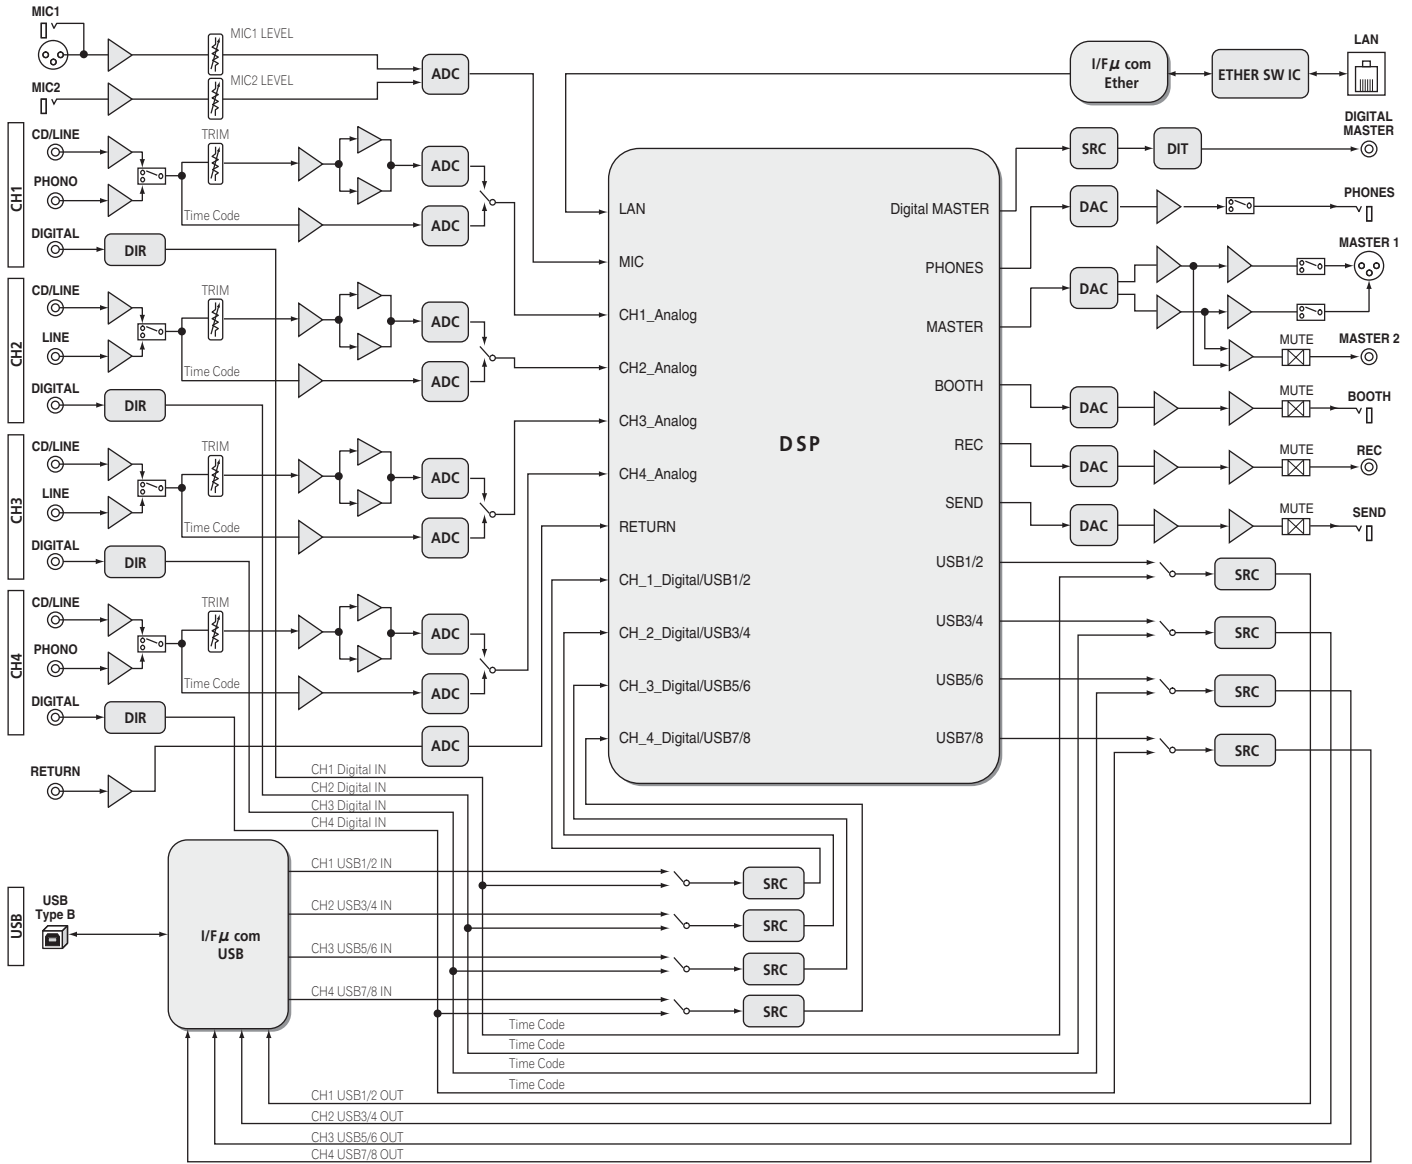 MIC1
MIC1 LEVEL
ADC
MIC2
MIC2 LEVEL
CH1
CD/LINE
TRIM
ADC
PHONO
Time Code
ADC
DIGITAL
DIR
CH2
CD/LINE
TRIM
ADC
LINE
Time Code
ADC
DIGITAL
DIR
CH3
CD/LINE
TRIM
ADC
LINE
Time Code
ADC
DIGITAL
DIR
CH4
CD/LINE
TRIM
ADC
PHONO
Time Code
ADC
DIGITAL
DIR
RETURN
ADC
DSP
LAN
MIC
CH1_Analog
CH2_Analog
CH3_Analog
CH4_Analog
RETURN
CH_1_Digital/USB1/2
CH_2_Digital/USB3/4
CH_3_Digital/USB5/6
CH_4_Digital/USB7/8
Digital MASTER
PHONES
MASTER
BOOTH
REC
SEND
USB1/2
USB3/4
USB5/6
USB7/8
I/F μ com
Ether
ETHER SW IC
LAN
SRC
DIT
DIGITAL
MASTER
DAC
PHONES
DAC
MASTER 1
MUTE
MASTER 2
DAC
MUTE
BOOTH
DAC
MUTE
REC
DAC
MUTE
SEND
SRC
SRC
SRC
SRC
CH1 Digital IN
CH2 Digital IN
CH3 Digital IN
CH4 Digital IN
USB
USB
Type B
I/F μ com
USB
CH1 USB1/2 IN
SRC
CH2 USB3/4 IN
SRC
CH3 USB5/6 IN
SRC
CH4 USB7/8 IN
SRC
Time Code
Time Code
Time Code
Time Code
CH1 USB1/2 OUT
CH2 USB3/4 OUT
CH3 USB5/6 OUT
CH4 USB7/8 OUT